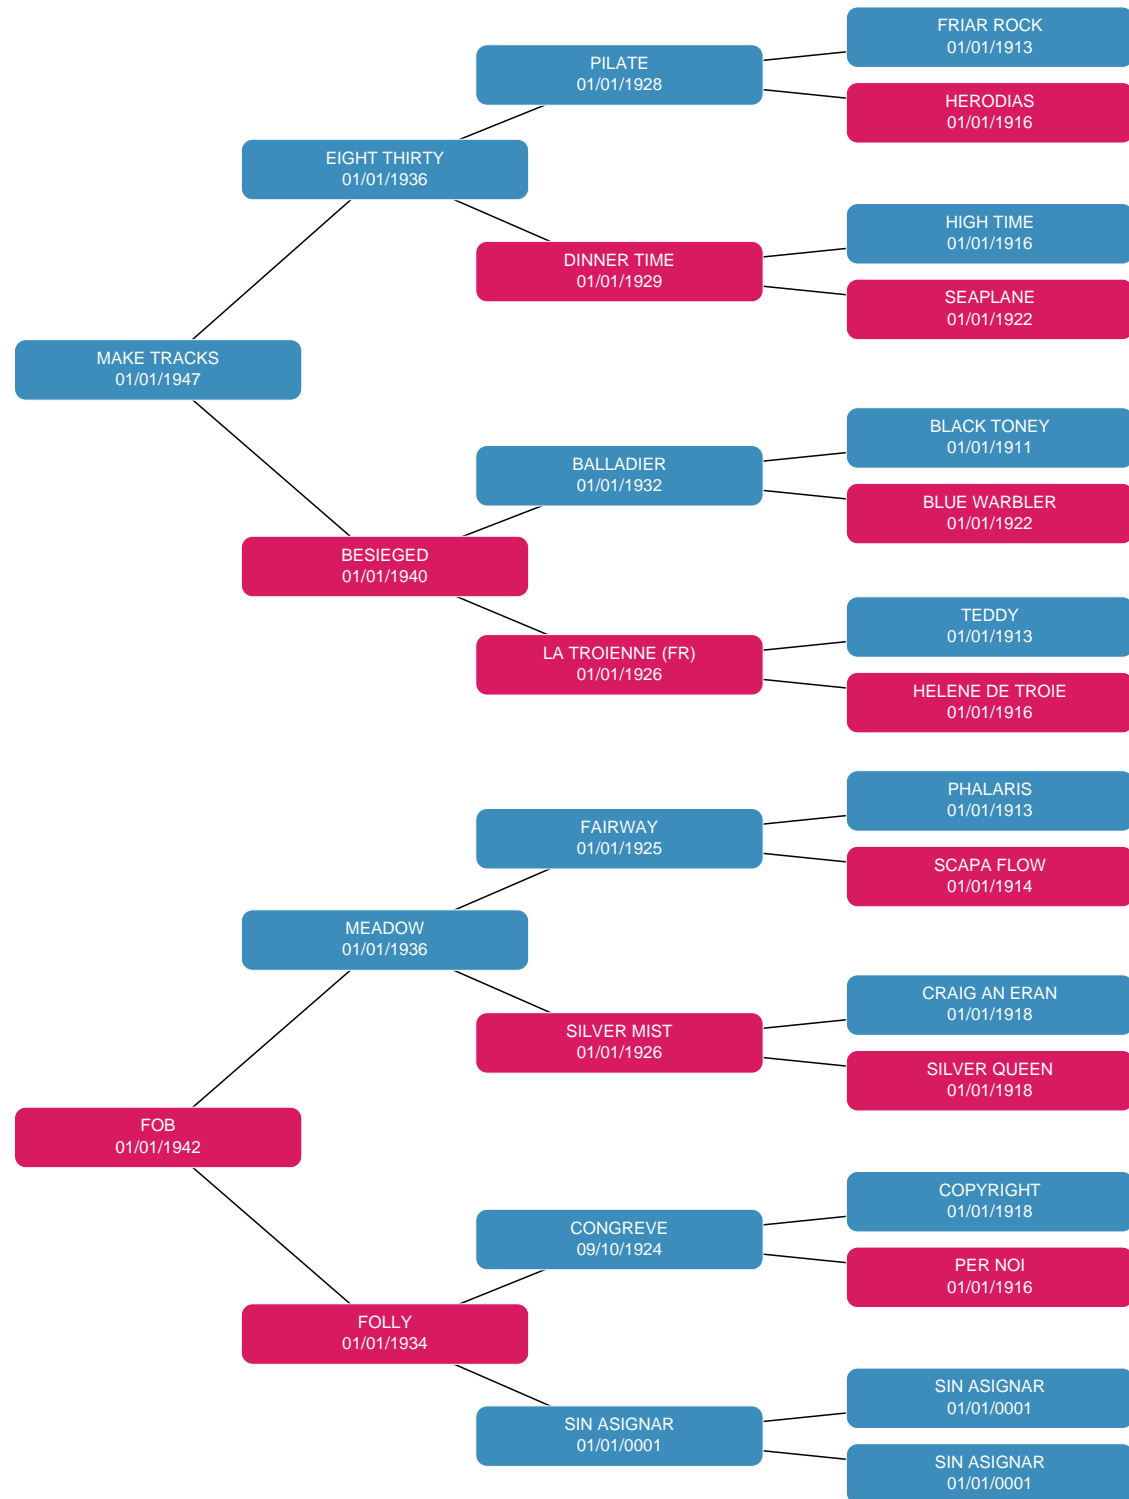 FRIAR ROCK
01/01/1913
PILATE
01/01/1928
HERODIAS
01/01/1916
EIGHT THIRTY
01/01/1936
HIGH TIME
01/01/1916
DINNER TIME
01/01/1929
SEAPLANE
01/01/1922
MAKE TRACKS
01/01/1947
BLACK TONEY
01/01/1911
BALLADIER
01/01/1932
BLUE WARBLER
01/01/1922
BESIEGED
01/01/1940
TEDDY
01/01/1913
LA TROIENNE (FR)
01/01/1926
HELENE DE TROIE
01/01/1916
PHALARIS
01/01/1913
FAIRWAY
01/01/1925
SCAPA FLOW
01/01/1914
MEADOW
01/01/1936
CRAIG AN ERAN
01/01/1918
SILVER MIST
01/01/1926
SILVER QUEEN
01/01/1918
FOB
01/01/1942
COPYRIGHT
01/01/1918
CONGREVE
09/10/1924
PER NOI
01/01/1916
FOLLY
01/01/1934
SIN ASIGNAR
01/01/0001
SIN ASIGNAR
01/01/0001
SIN ASIGNAR
01/01/0001